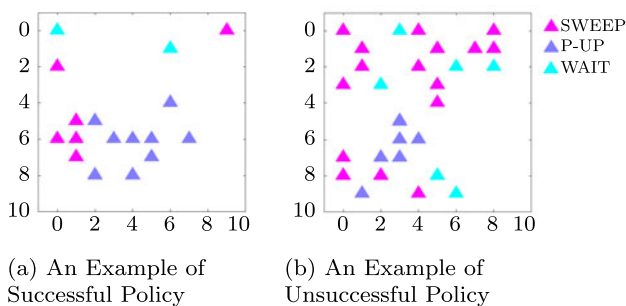 0
2
4
6
8
10
0 2 4 6 8 10
(a) An Example of
Successful Policy
0
2
4
6
8
10
0 2 4 6 8 10
(b) An Example of
Unsuccessful Policy
SWEEP
P-UP
WAIT